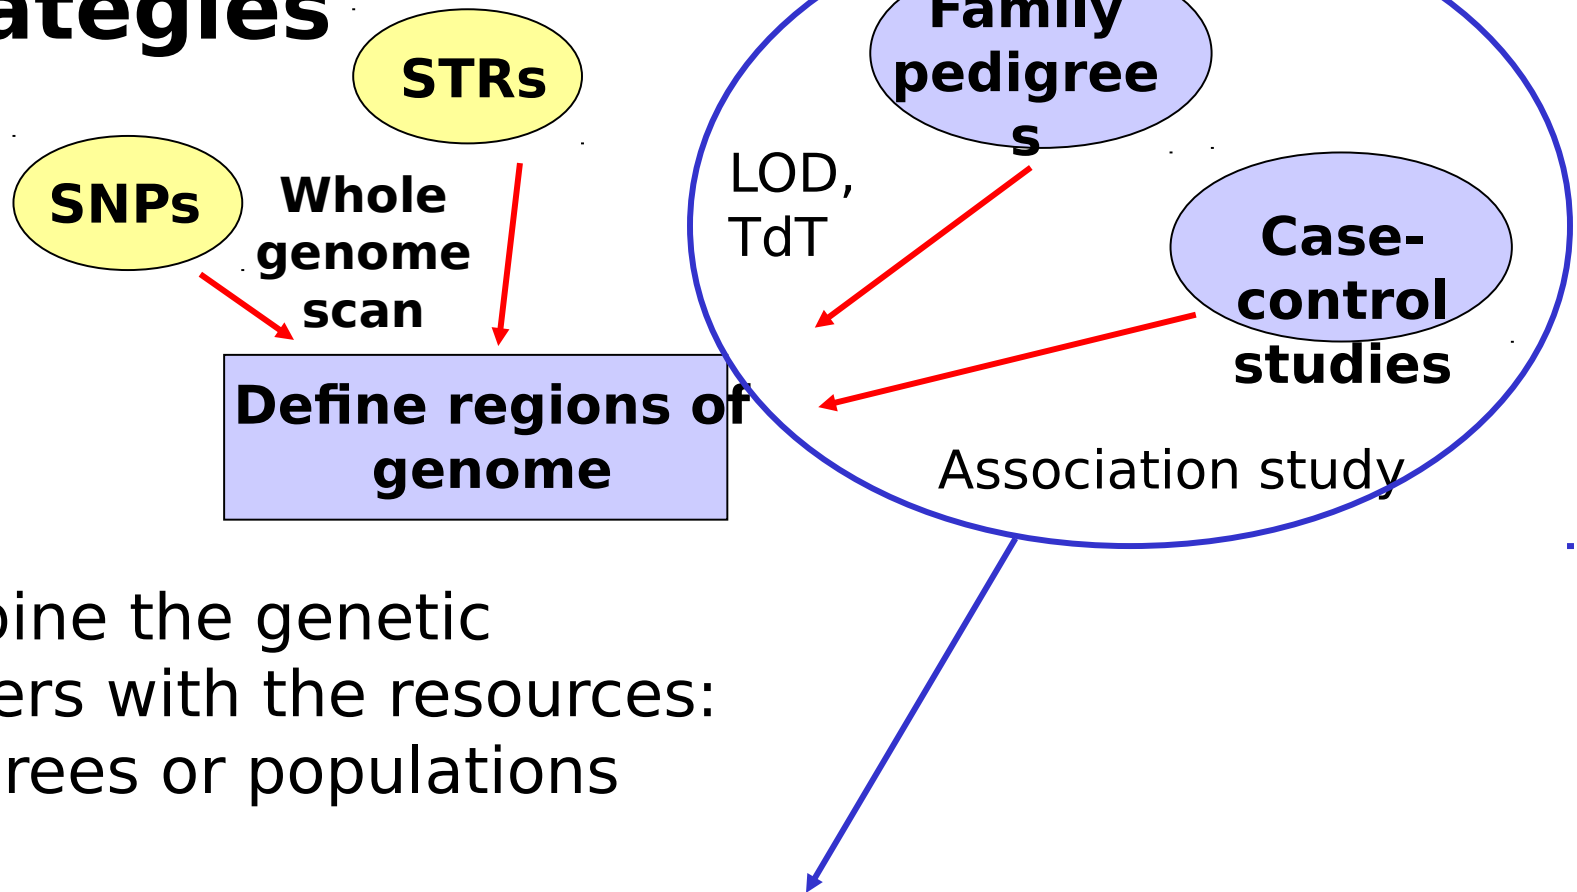 ategies
STRs
SNPs
Whole
genome
scan
Define regions of
genome
Family
pedigree
s
LOD,
TdT
Case-
control
studies
Association study
bine the genetic
ers with the resources:
rees or populations